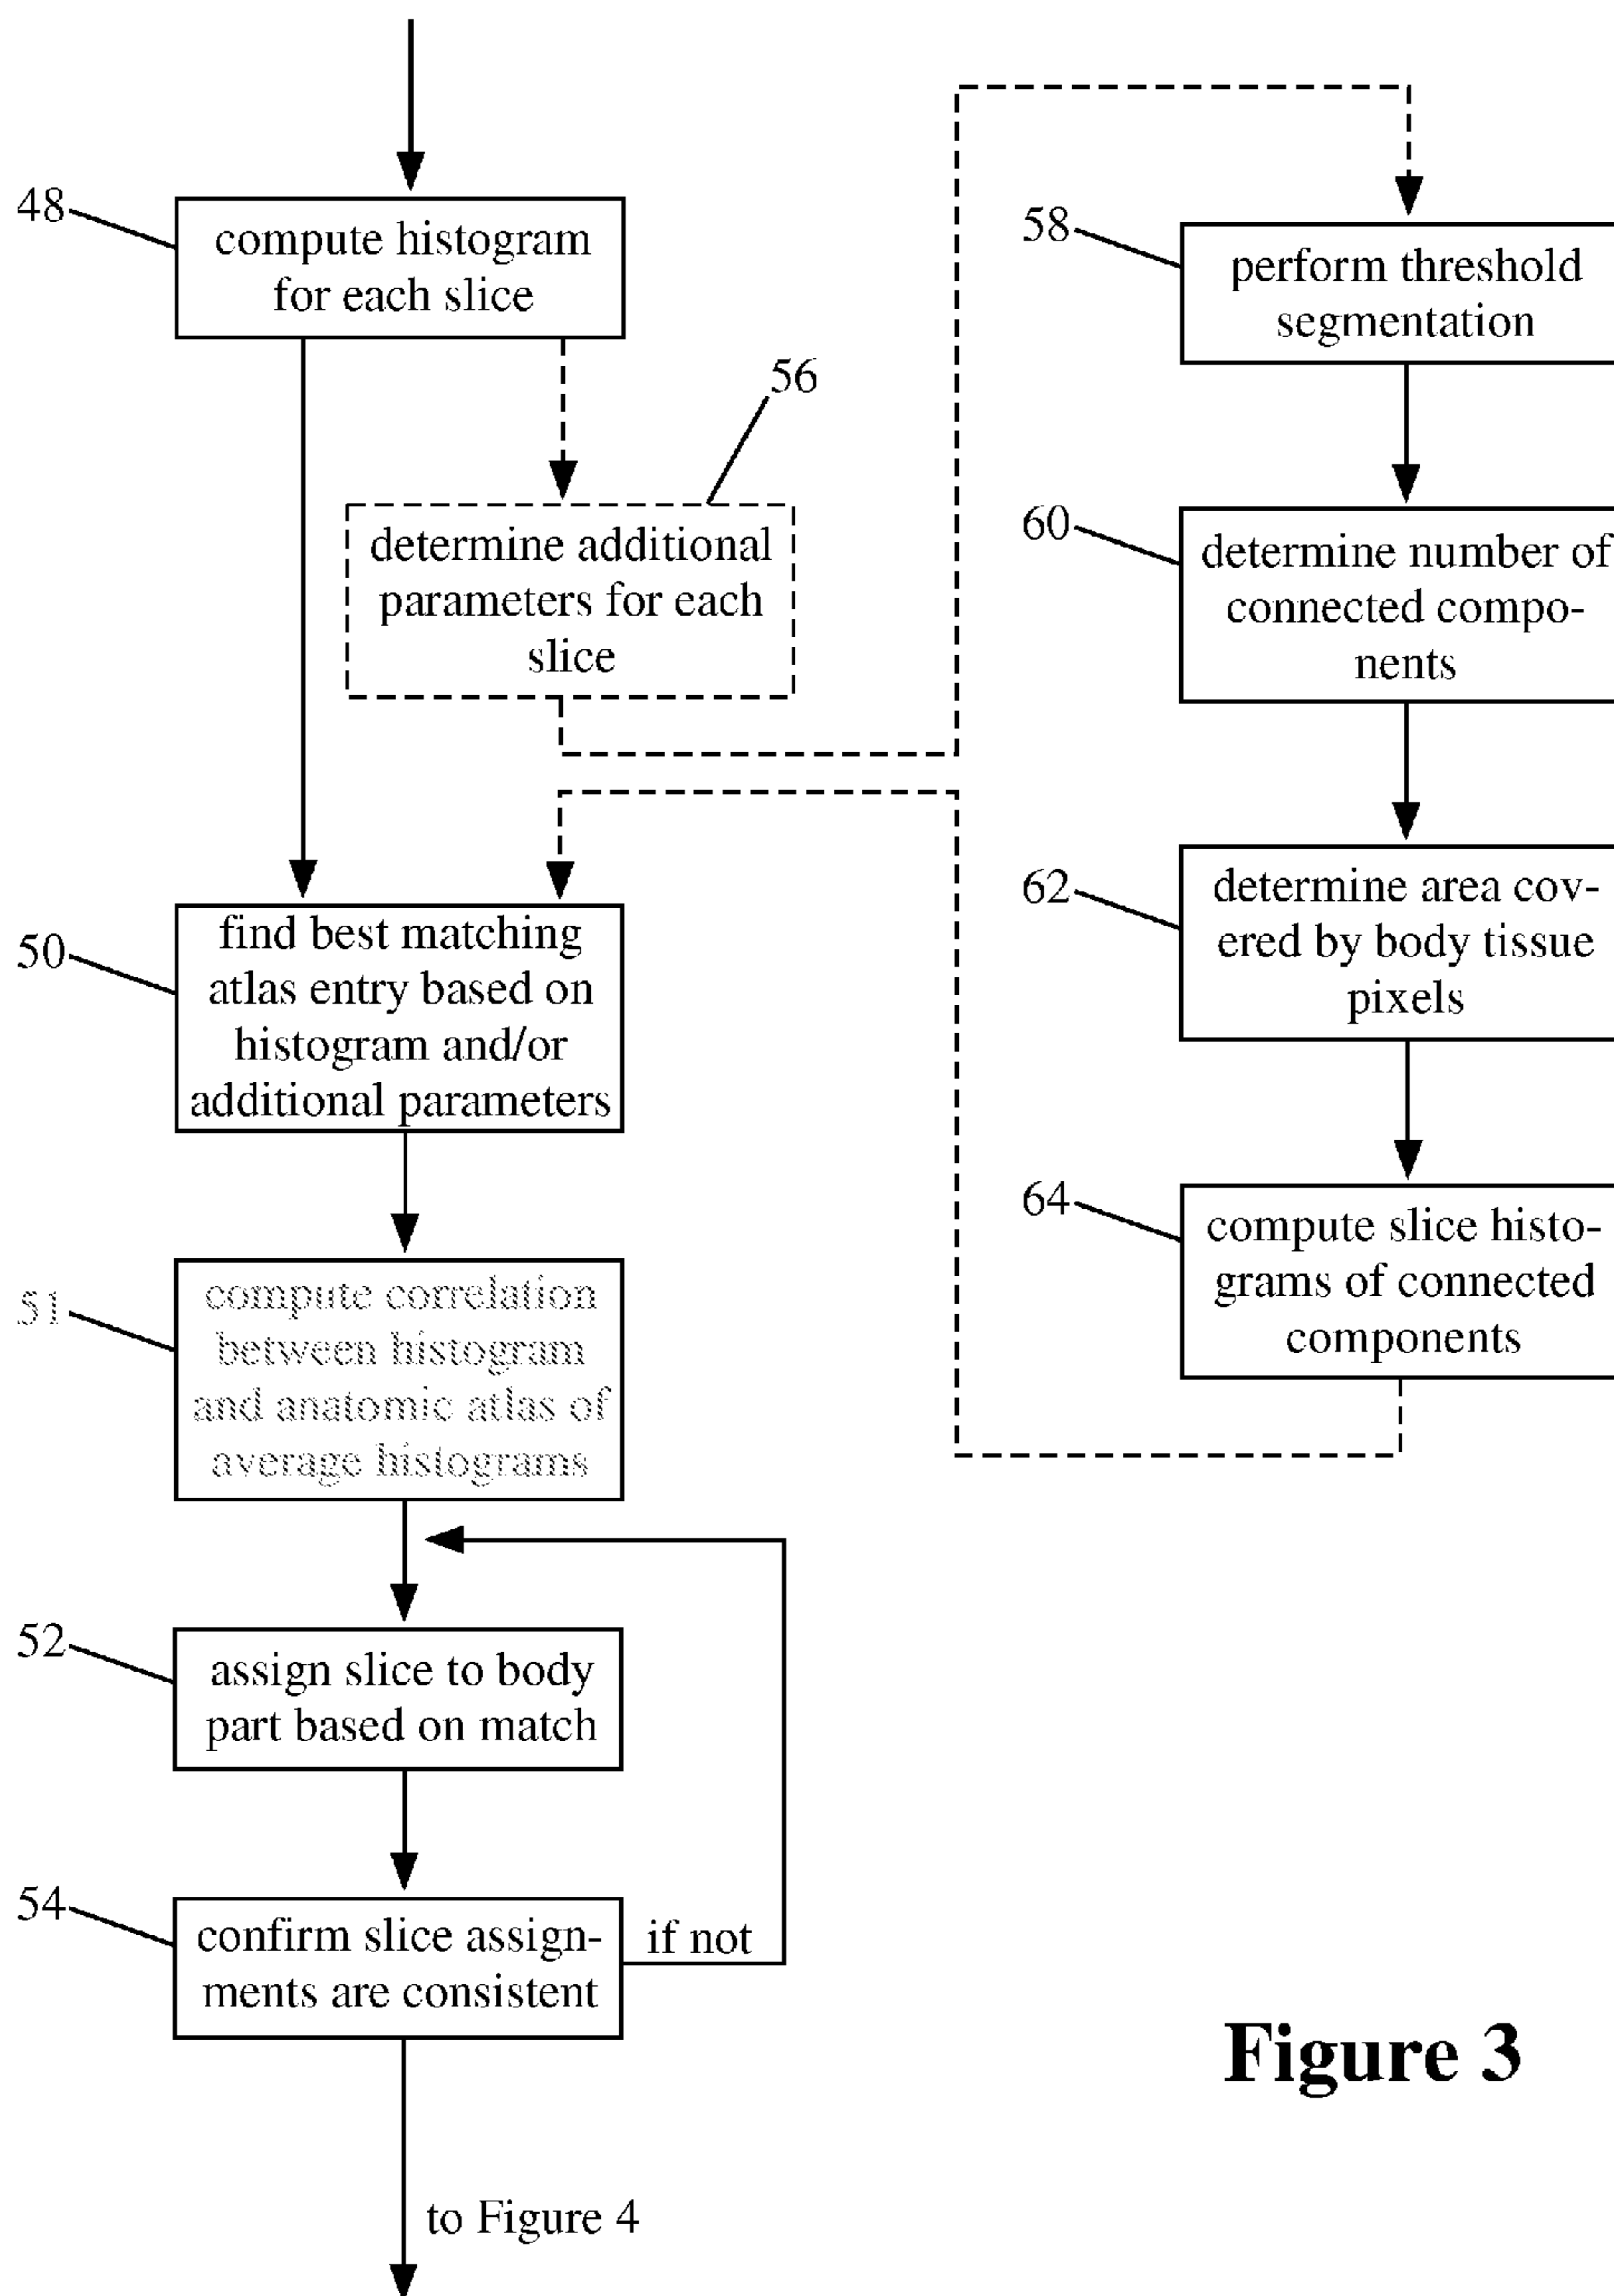 48
compute histogram
for each slice
56
determine additional
parameters for each
slice
50
find best matching
atlas entry based on
histogram and/or
additional parameters
51
compute correlation
between histogram
and anatomic atlas of
average histograms
52
assign slice to body
part based on match
54
confirm slice assign-
ments are consistent
if not
to Figure 4
58
perform threshold
segmentation
60
determine number of
connected compo-
nents
62
determine area cov-
ered by body tissue
pixels
64
compute slice histo-
grams of connected
components
Figure 3